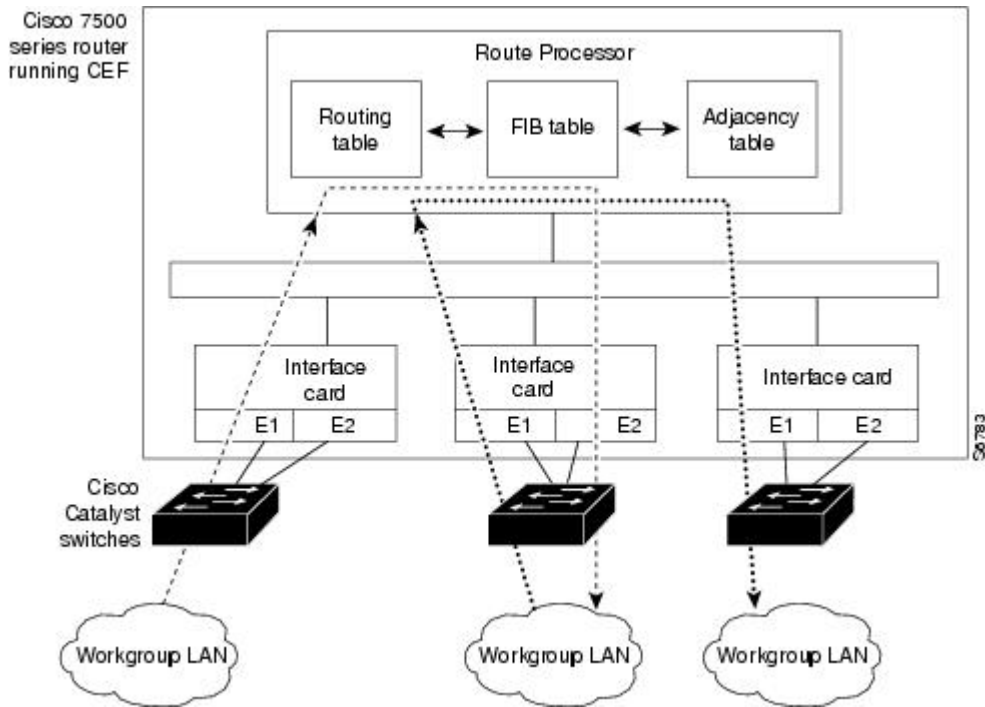 Cisco 7500
series router
running CEF
Route Processor
Routing
table
FIB table
Adjacency
table
Interface
card
E1
E2
Interface
card
E1
E2
Interface card
E1
E2
S6783
Cisco
Catalyst
switches
Workgroup LAN
Workgroup LAN
Workgroup LAN